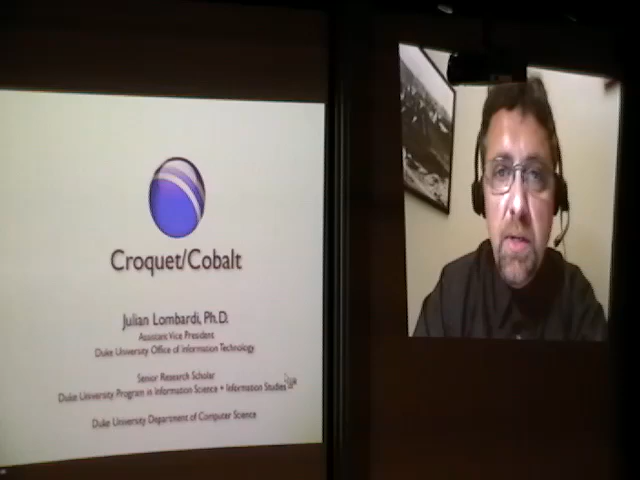 Croquet/Cobalt
Julian Lombardi, Ph.D.
Assistant Vice President
Duke University Office of Information Technology
Senior Research Scholar
Duke University Program in Information Science + Information Studies
Duke University Department of Computer Science